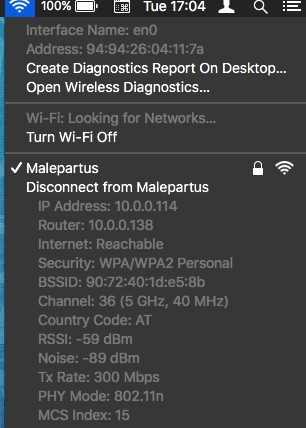 100% Tue 17:04
Interface Name: en0
Address: 94:94:26:04:11:7a
Create Diagnostics Report On Desktop...
Open Wireless Diagnostics...
Wi-Fi: Looking for Networks...
Turn Wi-Fi Off
✓ Malepartus
Disconnect from Malepartus
IP Address: 10.0.0.114
Router: 10.0.0.138
Internet: Reachable
Security: WPA/WPA2 Personal
BSSID: 90:72:40:1d:e5:8b
Channel: 36 (5 GHz, 40 MHz)
Country Code: AT
RSSI: -59 dBm
Noise: -89 dBm
Tx Rate: 300 Mbps
PHY Mode: 802.11n
MCS Index: 15